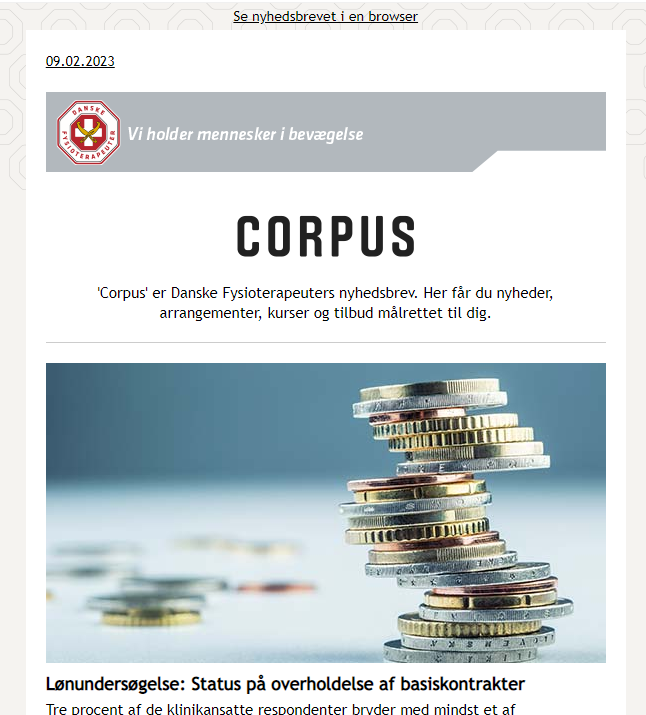 Se nyhedsbrevet i en browser
09.02.2023
DANSKE
FYSIOTERAPEUTER
Vi holder mennesker i bevægelse
CORPUS
'Corpus' er Danske Fysioterapeuters nyhedsbrev. Her får du nyheder,
arrangementer, kurser og tilbud målrettet til dig.
Lønundersøgelse: Status på overholdelse af basiskontrakter
Tre procent af de klinikansatte respondenter bryder med mindst et af